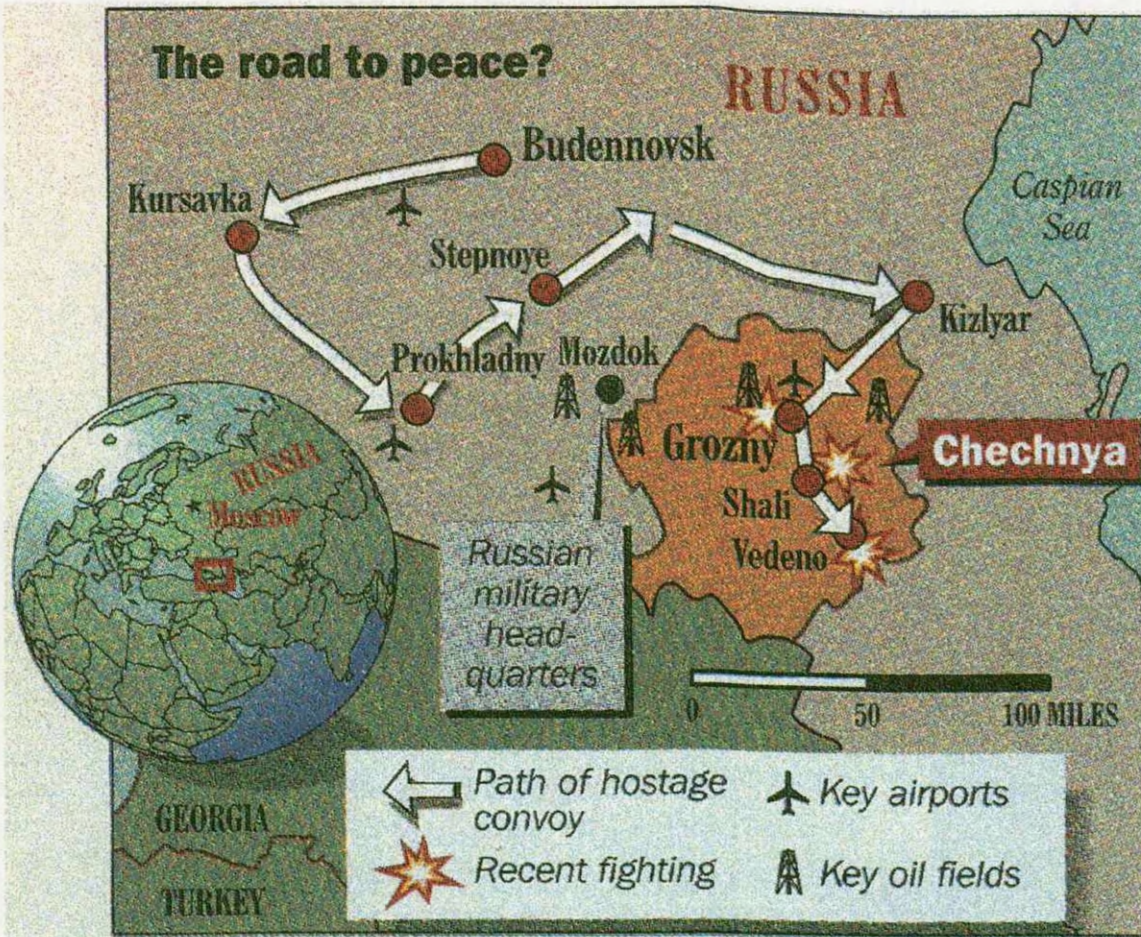 The road to peace?
RUSSIA
Budennovsk
Kursavka
Caspian
Sea
Stepnoye
Kizlyar
Prokhladny
Mozdok
Grozny
Chechnya
RUSSIA
Moscow
Shali
Vedeno
Russian
military
head-
quarters
0
50
100 MILES
Path of hostage
convoy
Key airports
Recent fighting
Key oil fields
GEORGIA
TURKEY